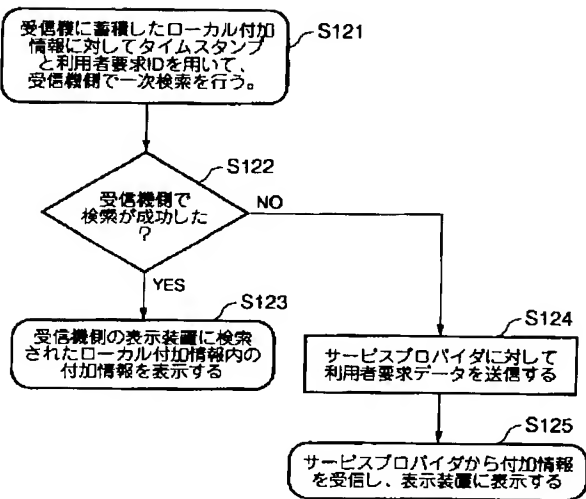 受信機に蓄積したローカル付加
情報に対してタイムスタンプ
と利用者要求IDを用いて、
受信機側で一次検索を行う。
S121
S122
受信機側で
検索が成功した
?
NO
YES
S123
受信機側の表示装置に検索
されたローカル付加情報内の
付加情報を表示する
S124
サービスプロバイダに対して
利用者要求データを送信する
S125
サービスプロバイダから付加情報
を受信し、表示装置に表示する